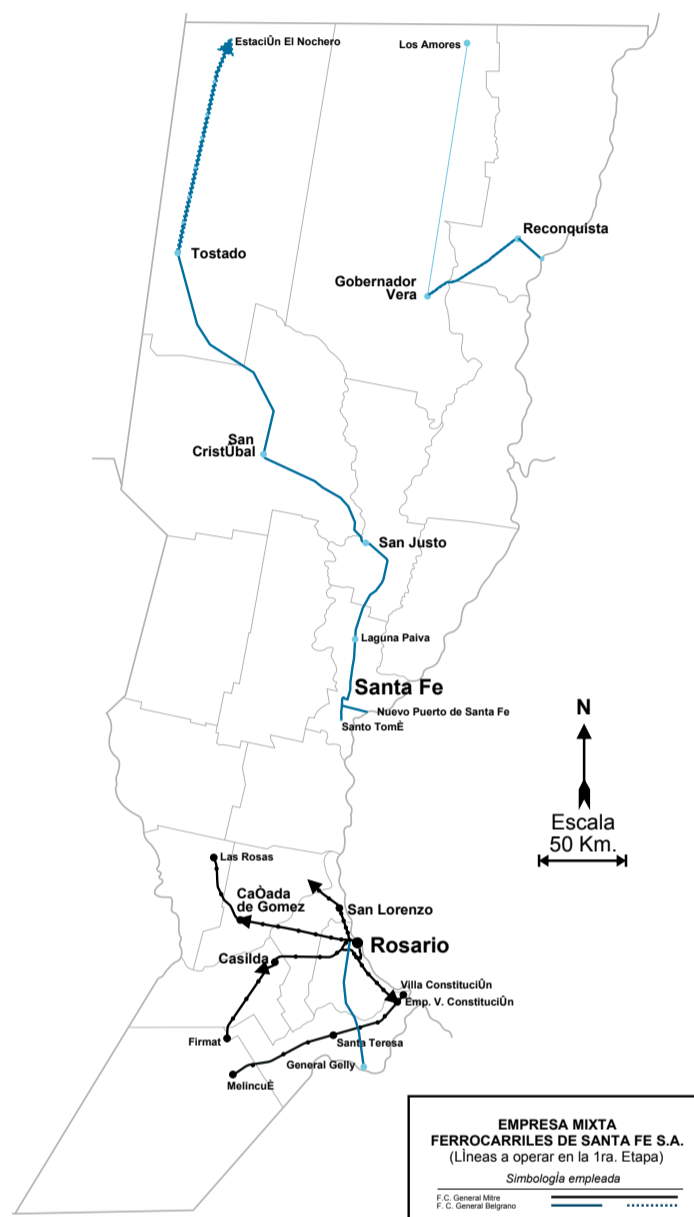 EstaciÛn El Nochero
Los Amores
Reconquista
Tostado
Gobernador
Vera
San
CristÛbal
San Justo
Laguna Paiva
Santa Fe
Nuevo Puerto de Santa Fe
Santo TomÈ
N
Escala
50 Km.
Las Rosas
CaÒada
de Gomez
San Lorenzo
Rosario
Casilda
Villa ConstituciÛn
Emp. V. ConstituciÛn
Firmat
Santa Teresa
General Gelly
MelincuÈ
EMPRESA MIXTA
FERROCARRILES DE SANTA FE S.A.
(LÌneas a operar en la 1ra. Etapa)
SimbologÌa empleada
F.C. General Mitre
F. C. General Belgrano